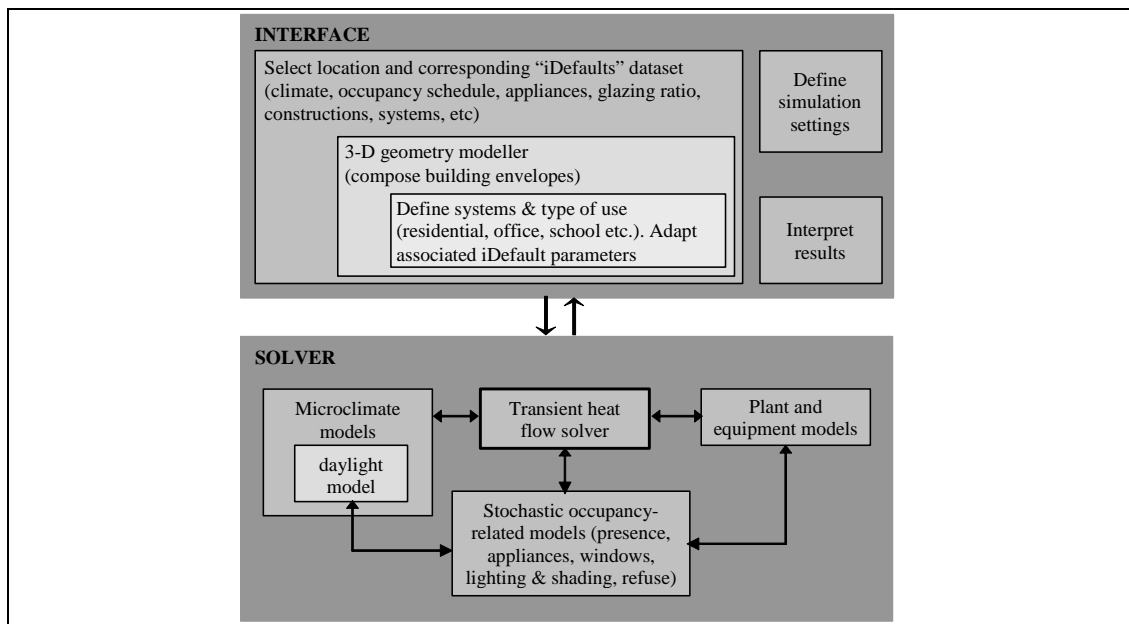 INTERFACE
Select location and corresponding “iDefaults” dataset
(climate, occupancy schedule, appliances, glazing ratio,
constructions, systems, etc)
3-D geometry modeller
(compose building envelopes)
Define systems & type of use
(residential, office, school etc.). Adapt
associated iDefault parameters
Define
simulation
settings
Interpret
results
SOLVER
Microclimate
models
daylight
model
Transient heat
flow solver
Plant and
equipment models
Stochastic occupancy-
related models (presence,
appliances, windows,
lighting & shading, refuse)